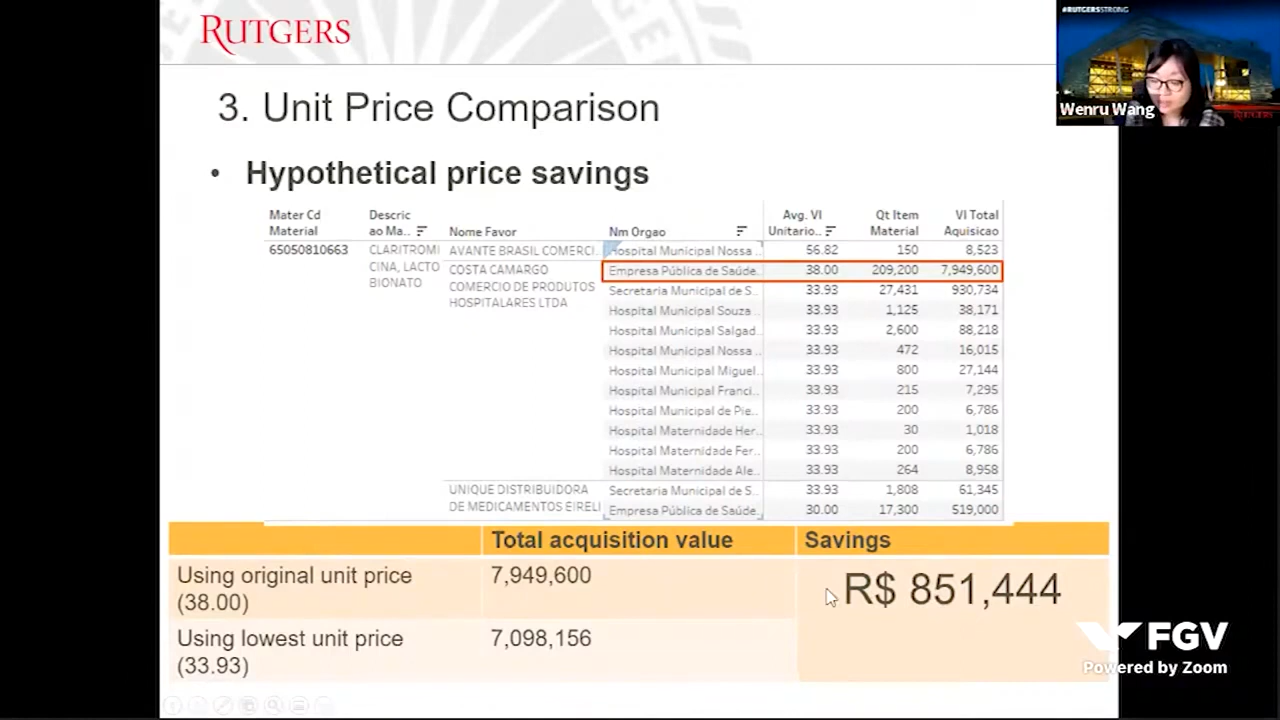 RUTGERS
#RUTGERSSTRONG
Wenru Wang
3. Unit Price Comparison
• Hypothetical price savings
Mater Cd Material Descric ao Ma.. Nome Favor Nm Orgao Avg. Vl Unitario.. Qt Item Material Vl Total Aquisicao
65050810663 CLARITROMI CINA, LACTO BIONATO AVANTE BRASIL COMERCI.. Hospital Municipal Nossa .. 56.82 150 8,523
COSTA CAMARGO COMERCIO DE PRODUTOS HOSPITALARES LTDA Empresa Pública de Saúde.. 38.00 209,200 7,949,600
Secretaria Municipal de S.. 33.93 27,431 930,734
Hospital Municipal Souza .. 33.93 1,125 38,171
Hospital Municipal Salgad.. 33.93 2,600 88,218
Hospital Municipal Nossa .. 33.93 472 16,015
Hospital Municipal Miguel.. 33.93 800 27,144
Hospital Municipal Franci.. 33.93 215 7,295
Hospital Municipal de Pie.. 33.93 200 6,786
Hospital Maternidade Her.. 33.93 30 1,018
Hospital Maternidade Fer.. 33.93 200 6,786
Hospital Maternidade Ale.. 33.93 264 8,958
UNIQUE DISTRIBUIDORA DE MEDICAMENTOS EIRELI Secretaria Municipal de S.. 33.93 1,808 61,345
Empresa Pública de Saúde.. 30.00 17,300 519,000
Total acquisition value Savings
Using original unit price (38.00) 7,949,600 R$ 851,444
Using lowest unit price (33.93) 7,098,156
FGV
Powered by Zoom